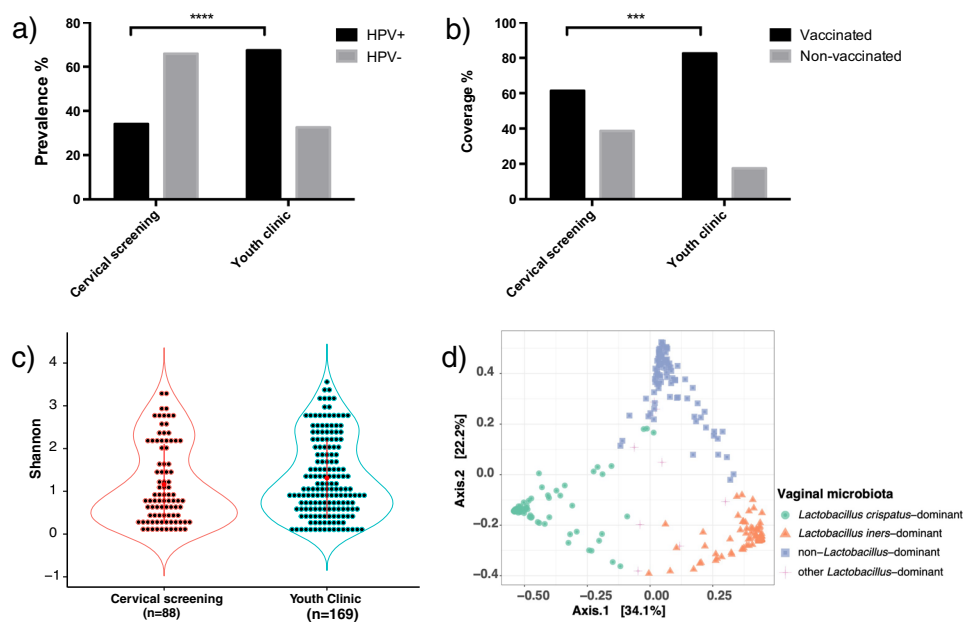 a)
****
HPV+
HPV-
Prevalence %
80
60
40
20
0
Cervical screening
Youth clinic
b)
***
Vaccinated
Non-vaccinated
Coverage %
100
80
60
40
20
0
Cervical screening
Youth clinic
c)
Shannon
4
3
2
1
0
−1
Cervical screening
(n=88)
Youth Clinic
(n=169)
d)
Axis.2 [22.2%]
0.4
0.2
0.0
−0.2
−0.4
−0.50
−0.25
0.00
0.25
Axis.1 [34.1%]
Vaginal microbiota
Lactobacillus crispatus–dominant
Lactobacillus iners–dominant
non–Lactobacillus–dominant
other Lactobacillus–dominant